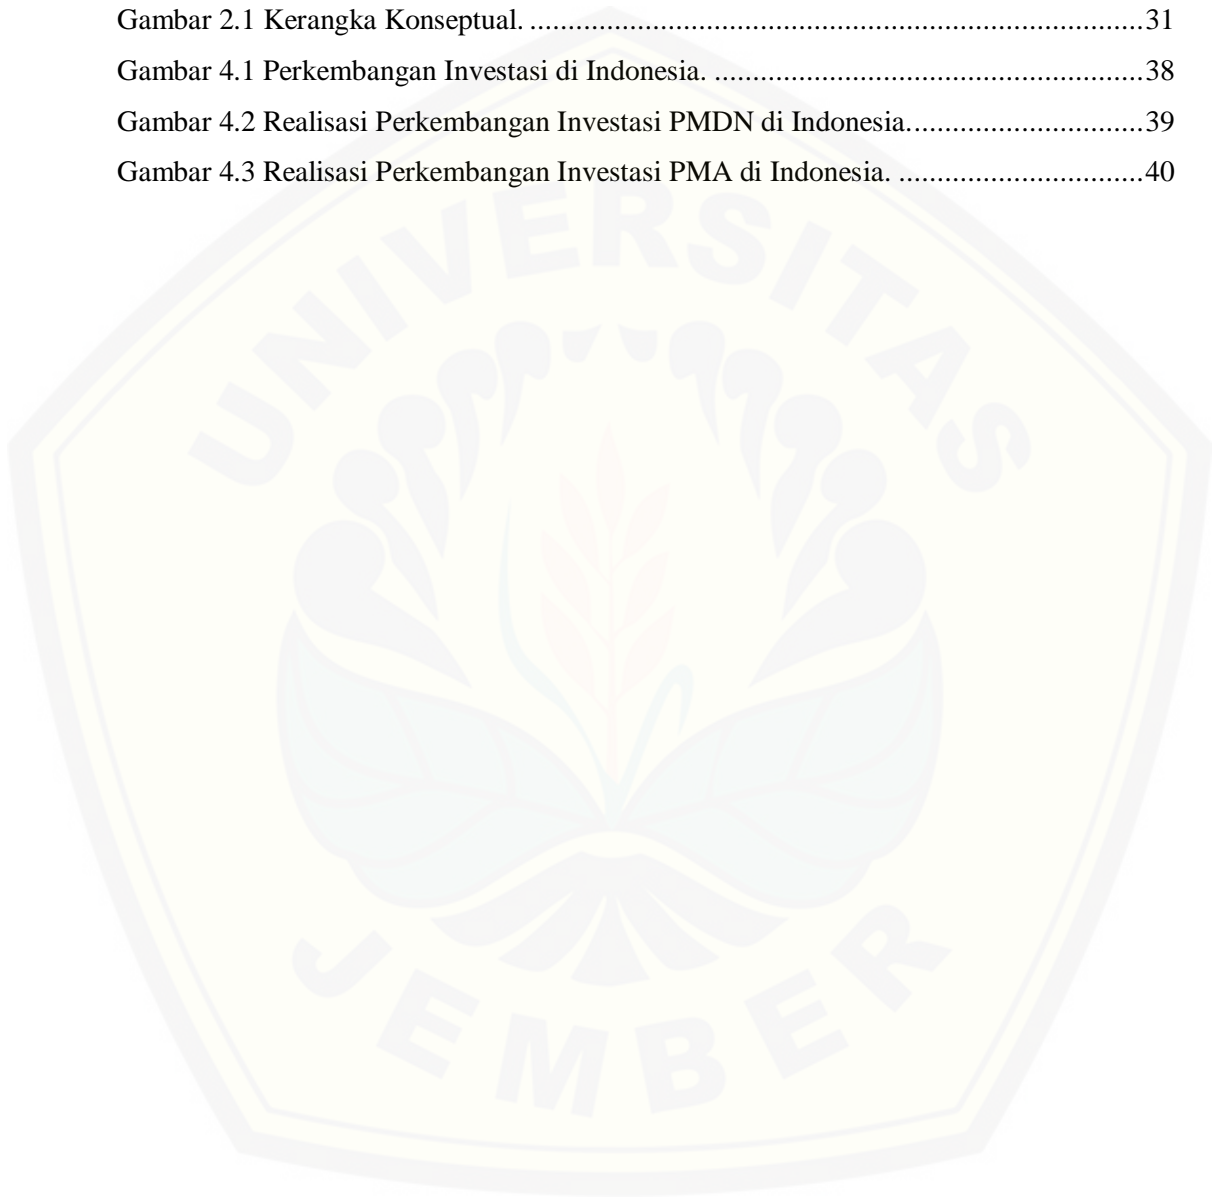 Gambar 2.1 Kerangka Konseptual. ....................................................................................31
Gambar 4.1 Perkembangan Investasi di Indonesia. ..........................................................38
Gambar 4.2 Realisasi Perkembangan Investasi PMDN di Indonesia................................39
Gambar 4.3 Realisasi Perkembangan Investasi PMA di Indonesia. .................................40
UNIVERSITAS
JEMBER